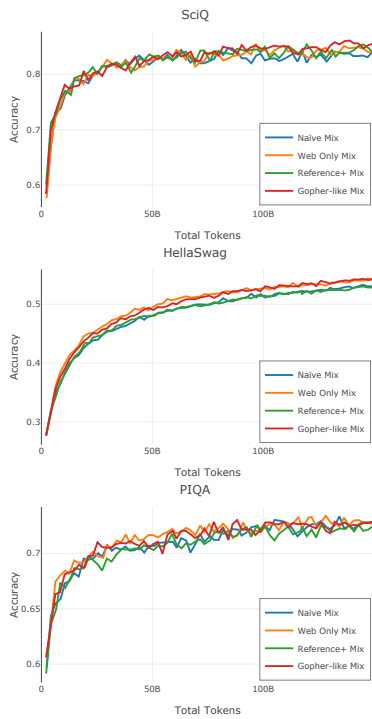 SciQ
Accuracy
0.8
0.7
0.6
Naïve Mix
Web Only Mix
Reference+ Mix
Gopher-like Mix
0
50B
100B
Total Tokens
HellaSwag
Accuracy
0.5
0.4
0.3
Naïve Mix
Web Only Mix
Reference+ Mix
Gopher-like Mix
0
50B
100B
Total Tokens
PIQA
Accuracy
0.7
0.65
0.6
Naïve Mix
Web Only Mix
Reference+ Mix
Gopher-like Mix
0
50B
100B
Total Tokens